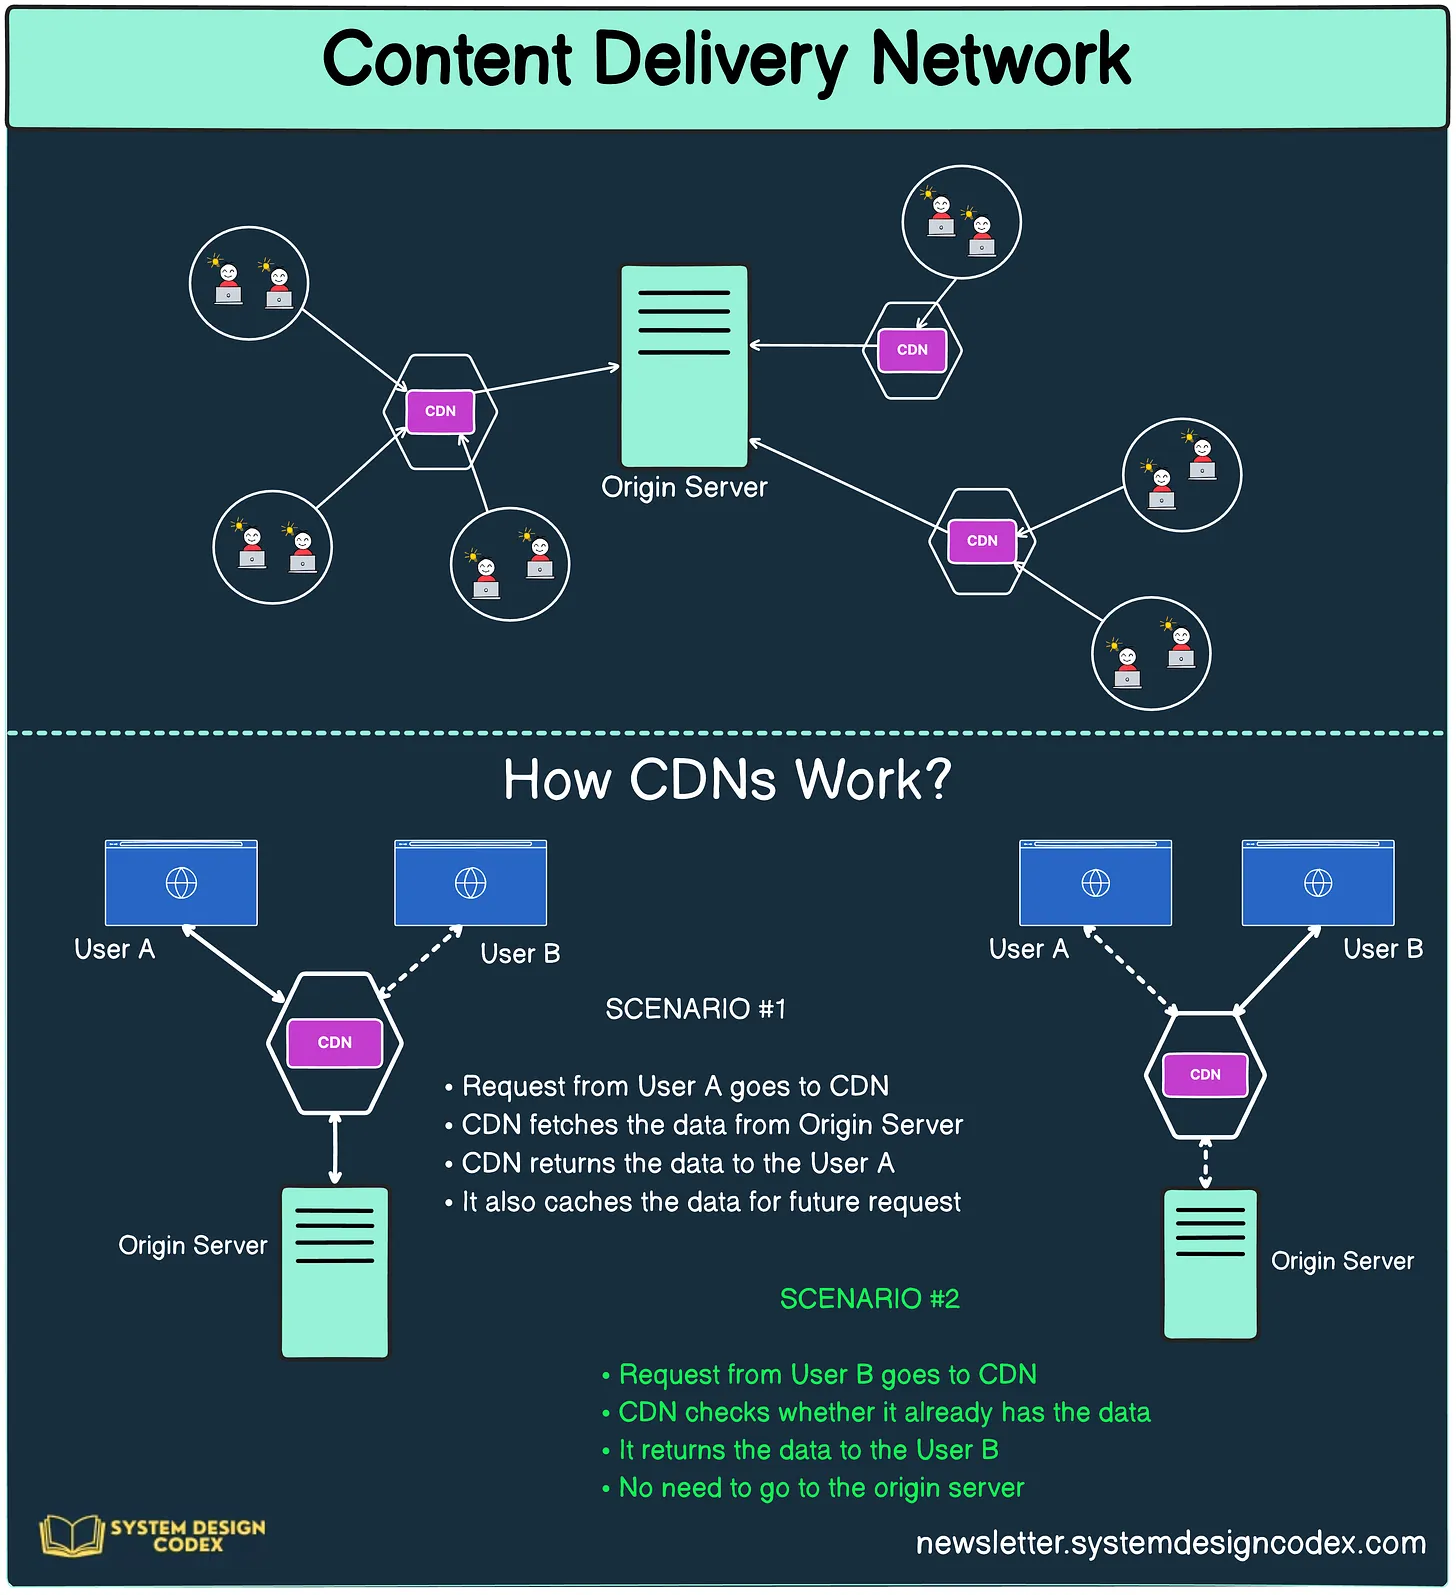 Content Delivery Network
CDN
CDN
Origin Server
CDN
How CDNs Work?
User A
User B
User A
User B
SCENARIO #1
CDN
CDN
• Request from User A goes to CDN
• CDN fetches the data from Origin Server
• CDN returns the data to the User A
• It also caches the data for future request
Origin Server
Origin Server
SCENARIO #2
• Request from User B goes to CDN
• CDN checks whether it already has the data
• It returns the data to the User B
• No need to go to the origin server
SYSTEM DESIGN
CODEX
newsletter.systemdesigncodex.com